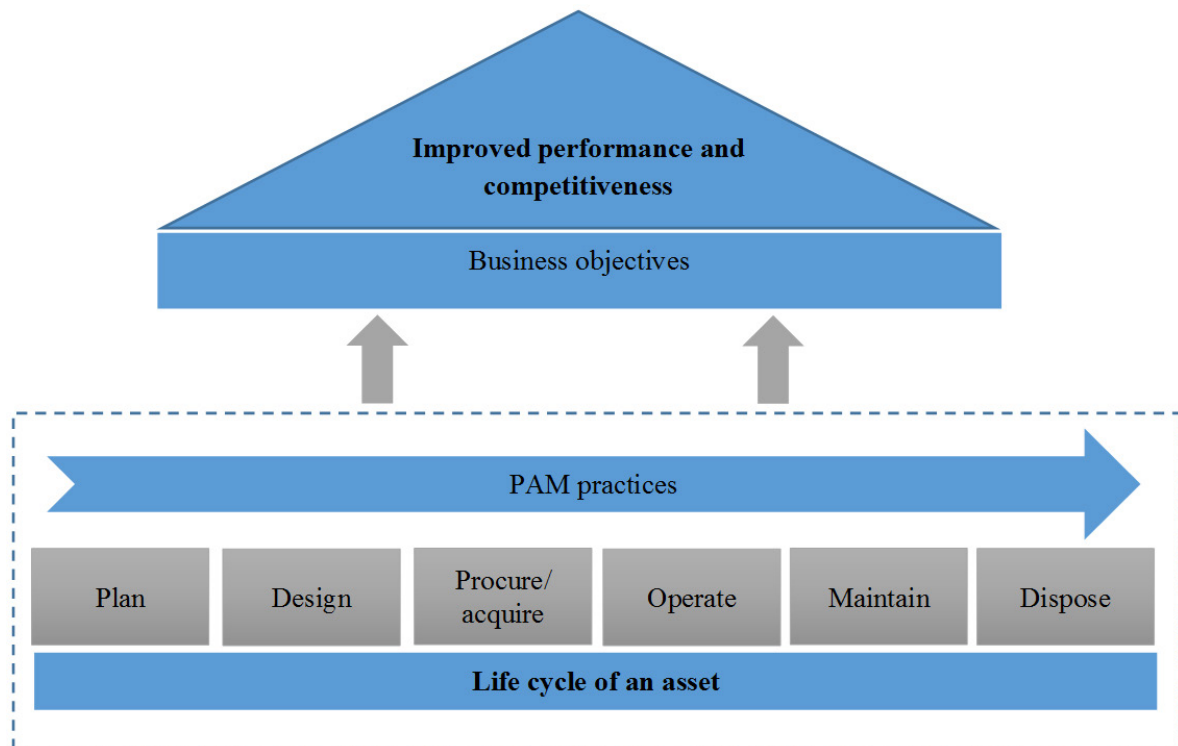 Improved performance and
competitiveness
Business objectives
PAM practices
Plan
Design
Procure/
acquire
Operate
Maintain
Dispose
Life cycle of an asset